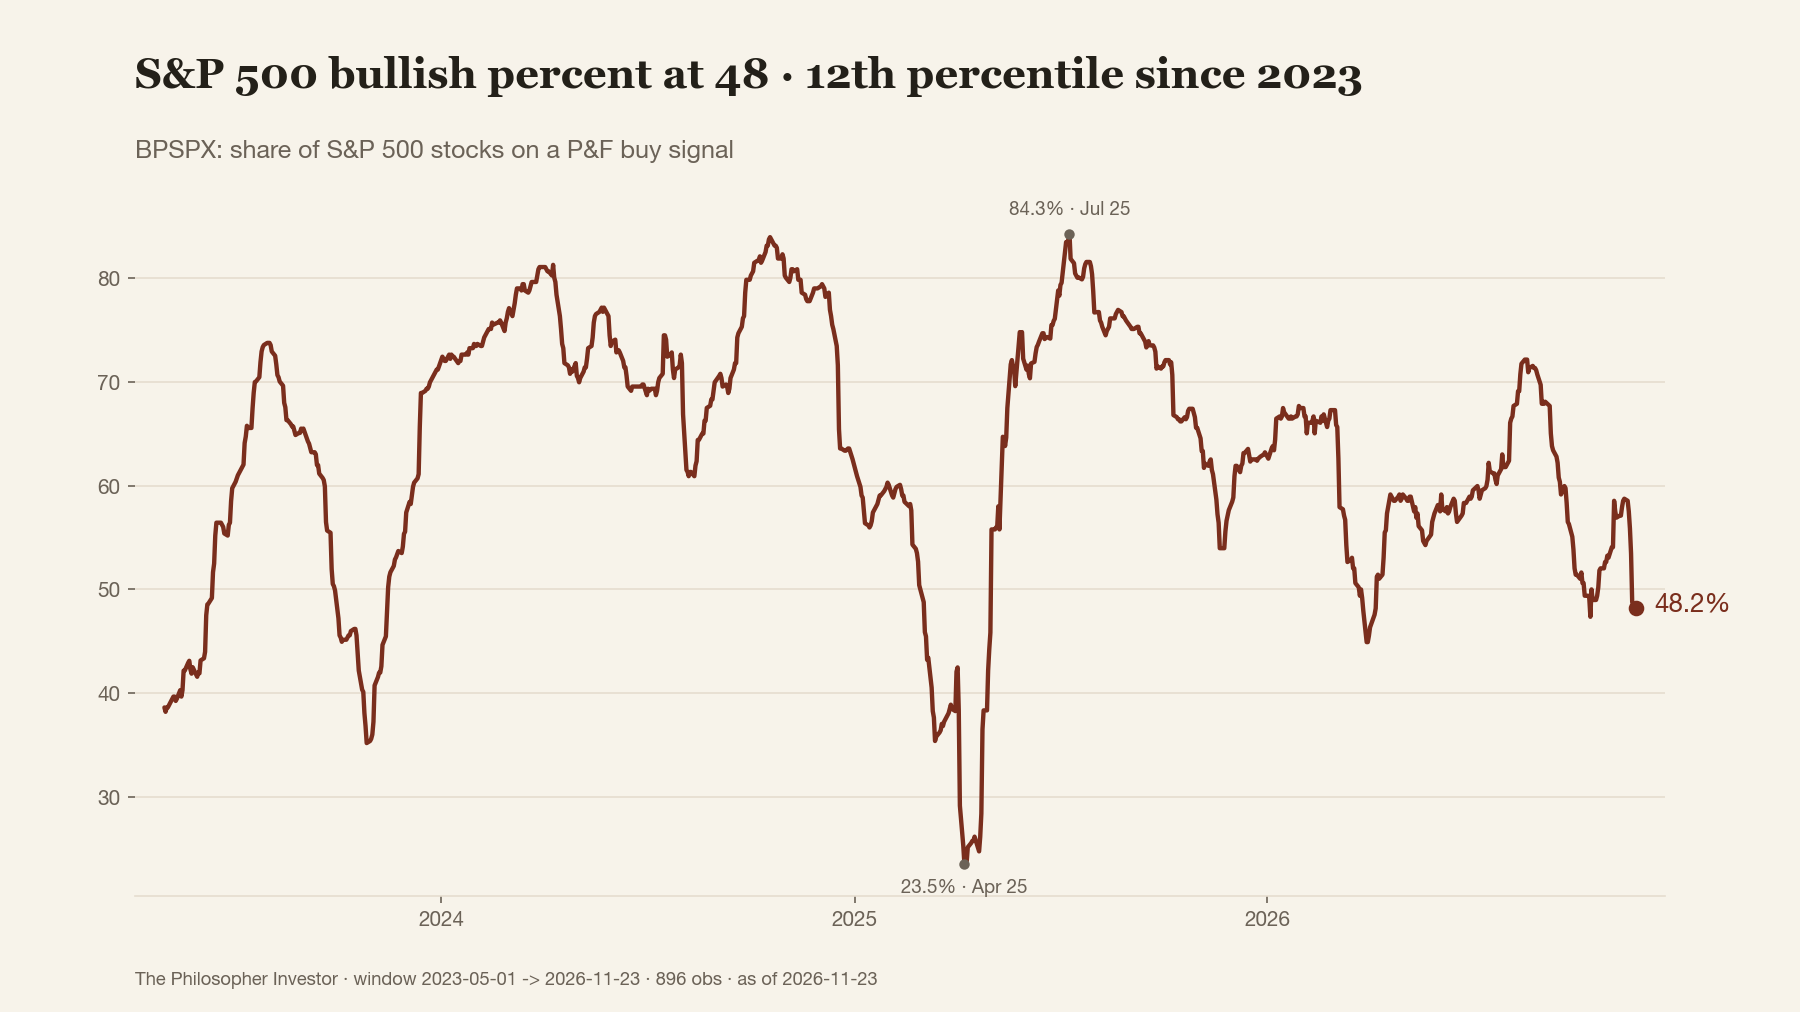 S&P 500 bullish percent at 48 · 12th percentile since 2023
BPSPX: share of S&P 500 stocks on a P&F buy signal
84.3% · Jul 25
80
70
60
50
48.2%
40
30
23.5% · Apr 25
2024
2025
2026
The Philosopher Investor · window 2023-05-01 -> 2026-11-23 · 896 obs · as of 2026-11-23